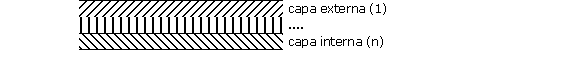 capa externa (1)
....
capa interna (n)